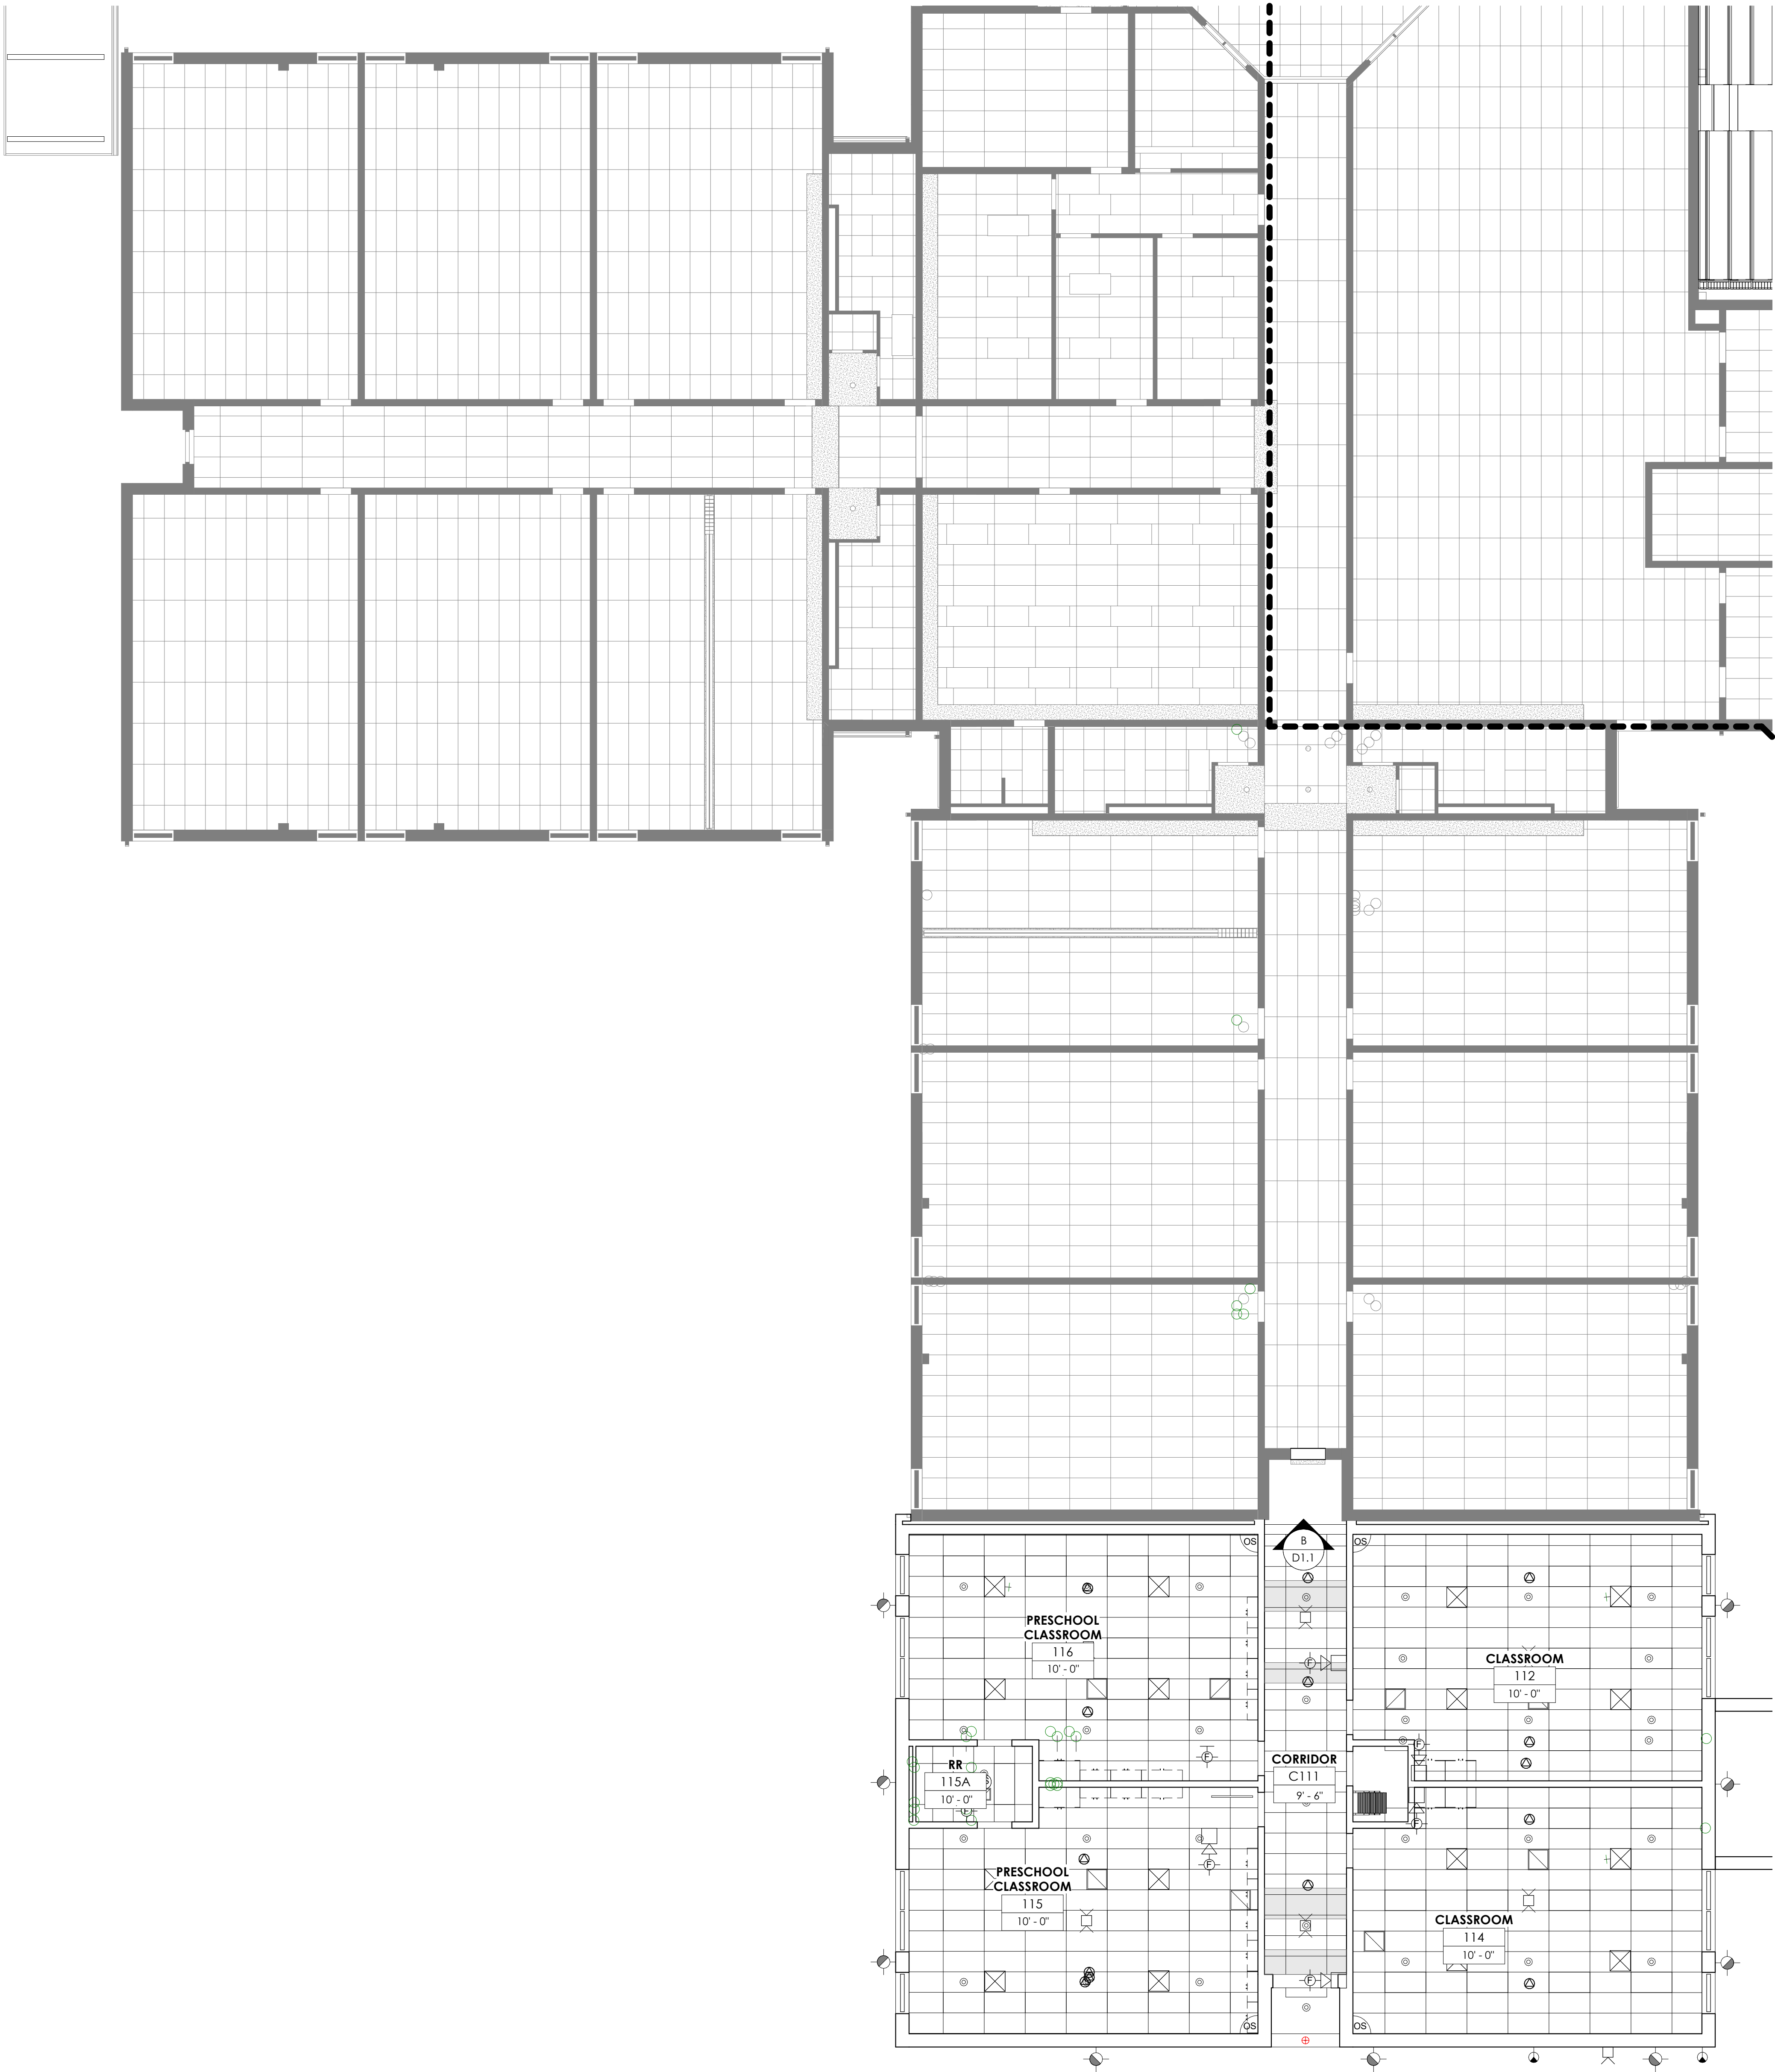 B
D1.1
OS
OS
PRESCHOOL
CLASSROOM
116
10' - 0"
CLASSROOM
112
10' - 0"
F
F
F
RR
115A
10' - 0"
F
CORRIDOR
C111
9' - 6"
F
PRESCHOOL
CLASSROOM
115
10' - 0"
F
CLASSROOM
114
10' - 0"
F
OS
OS